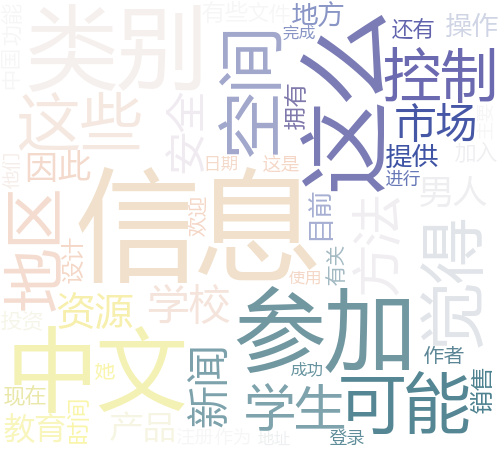 类别
有些文件
地方
还有
操作
完成
中国
功能
这些
空间
这么
控制
拥有
市场
安全
提供
加入
主题
因此
他们
日期
这是
进行
信息
男人
地区
欢迎
目前
方法
觉得
设计
有关
使用
资源
学校
参加
投资
中文
新闻
作者
她
成功
可能
现在
学生
销售
教育
时间
产品
注册
作为
地址
登录